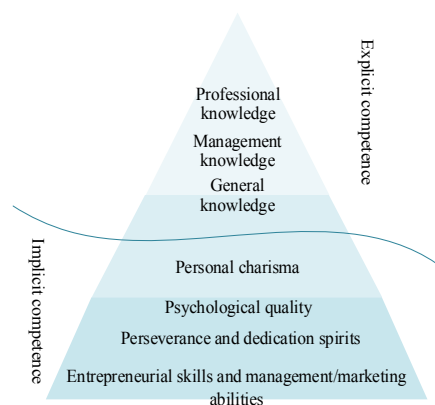 Professional
knowledge
Management
knowledge
General
knowledge
Explicit competence
Personal charisma
Psychological quality
Perseverance and dedication spirits
Entrepreneurial skills and management/marketing
abilities
Implicit competence